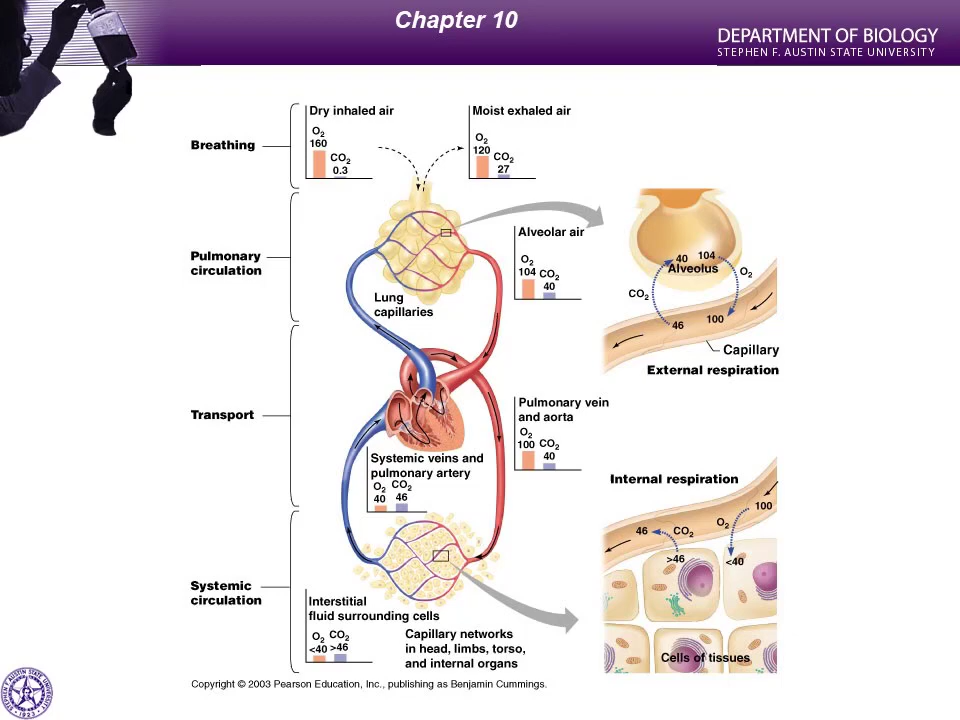 Chapter 10
DEPARTMENT OF BIOLOGY
STEPHEN F. AUSTIN STATE UNIVERSITY
Breathing
Dry inhaled air
O2
160
CO2
0.3
Moist exhaled air
O2
120
CO2
27
Pulmonary
circulation
Lung
capillaries
Alveolar air
O2
104
CO2
40
40
104
Alveolus
O2
CO2
46
100
Capillary
External respiration
Transport
Pulmonary vein
and aorta
O2
100
CO2
40
Systemic veins and
pulmonary artery
O2
40
CO2
46
Internal respiration
100
O2
46
CO2
>46
<40
Cells of tissues
Systemic
circulation
Interstitial
fluid surrounding cells
O2
<40
CO2
>46
Capillary networks
in head, limbs, torso,
and internal organs
Copyright © 2003 Pearson Education, Inc., publishing as Benjamin Cummings.
STEPHEN F. AUSTIN STATE UNIVERSITY
1923